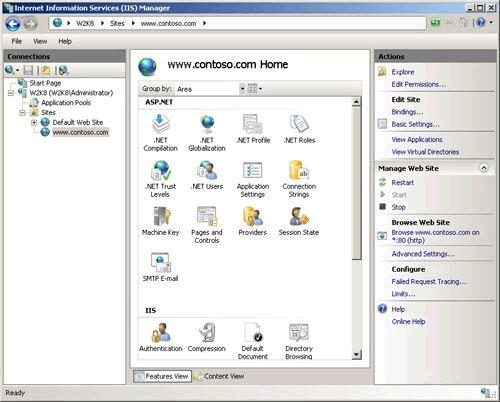 Internet Information Services (IIS) Manager
W2K8 Sites www.contoso.com
File View Help
Connections
Start Page
W2K8 (W2K8\Administrator)
Application Pools
Sites
Default Web Site
www.contoso.com
www.contoso.com Home
Group by: Area
ASP.NET
.NET Compilation
.NET Globalization
.NET Profile
.NET Roles
.NET Trust Levels
.NET Users
Application Settings
Connection Strings
Machine Key
Pages and Controls
Providers
Session State
SMTP E-mail
IIS
Authentication
Compression
Default Document
Directory Browsing
Features View
Content View
Actions
Explore
Edit Permissions...
Edit Site
Bindings...
Basic Settings...
View Applications
View Virtual Directories
Manage Web Site
Restart
Start
Stop
Browse Web Site
Browse www.contoso.com on
*:80 (http)
Advanced Settings...
Configure
Failed Request Tracing...
Limits...
Help
Online Help
Ready